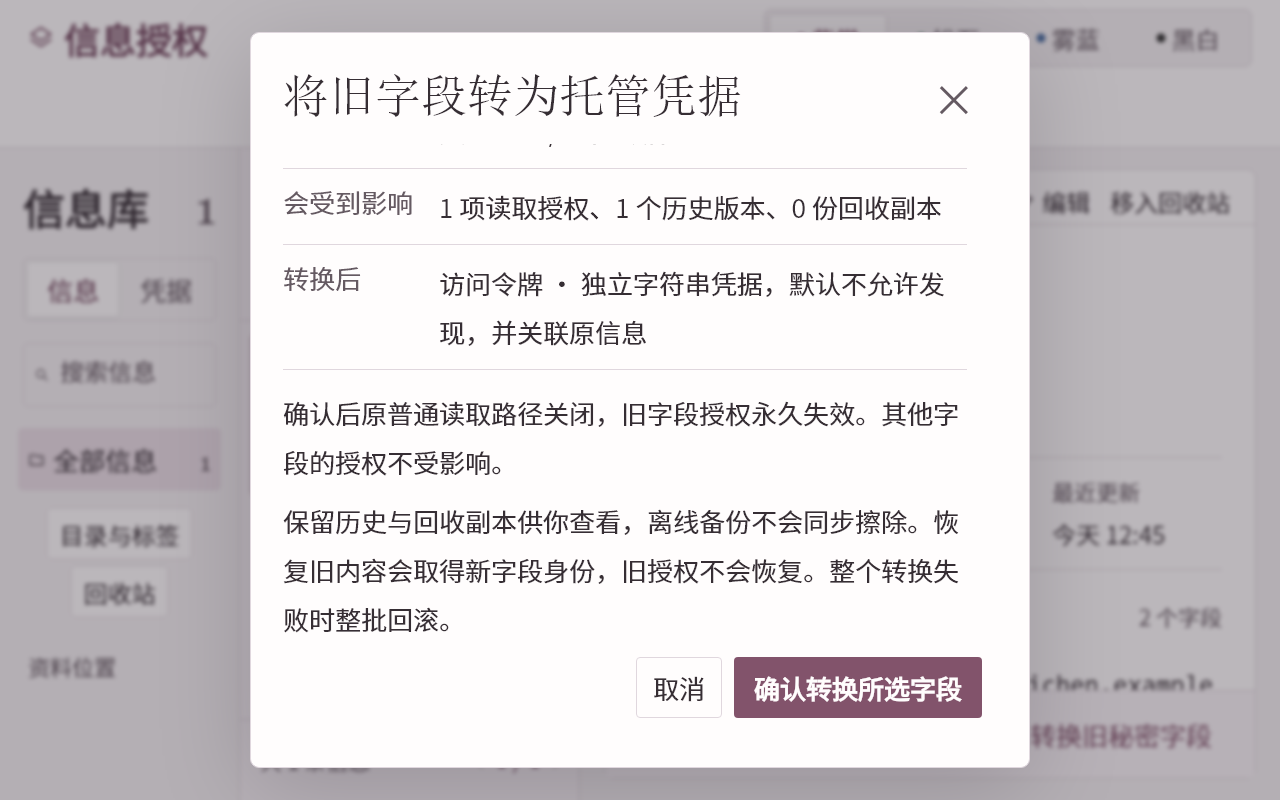 信息授权
雾蓝
黑白
将旧字段转为托管凭据
信息库 1
编辑 移入回收站
会受到影响 1 项读取授权、1 个历史版本、0 份回收副本
信息 凭据
转换后 访问令牌 · 独立字符串凭据，默认不允许发
现，并关联原信息
搜索信息
确认后原普通读取路径关闭，旧字段授权永久失效。其他字
段的授权不受影响。
全部信息 1
最近更新
目录与标签
今天 12:45
保留历史与回收副本供你查看，离线备份不会同步擦除。恢
复旧内容会取得新字段身份，旧授权不会恢复。整个转换失
败时整批回滚。
回收站
2 个字段
资料位置
ichen.example
取消 确认转换所选字段
转换旧秘密字段